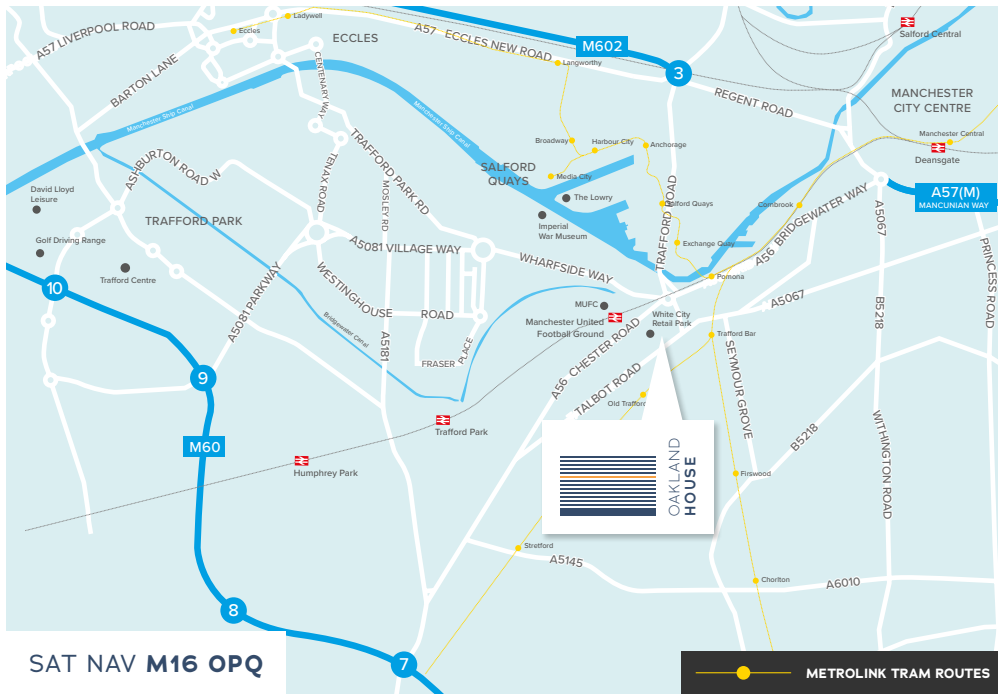 Ladywell
Eccles
A57 LIVERPOOL ROAD
ECCLES
A57 ECCLES NEW ROAD
M602
Salford Central
BARTON LANE
CENTENARY WAY
Langworthy
3
REGENT ROAD
MANCHESTER
CITY CENTRE
Manchester Ship Canal
Manchester Ship Canal
Manchester Central
Deansgate
ASHBURTON ROAD W
TRAFFORD PARK RD
Broadway
Harbour City
Anchorage
TENAX ROAD
MOSLEY RD
SALFORD
QUAYS
Media City
David Lloyd
Leisure
The Lowry
TRAFFORD ROAD
Salford Quays
Cornbrook
A57(M)
MANCUNIAN WAY
TRAFFORD PARK
Imperial
War Museum
A56 BRIDGEWATER WAY
A5067
Golf Driving Range
A5081 VILLAGE WAY
Exchange Quay
PRINCESS ROAD
Trafford Centre
WHARFSIDE WAY
Pomona
10
A5081 PARKWAY
WESTINGHOUSE ROAD
MUFC
A5067
B5218
Manchester United
Football Ground
White City
Retail Park
Bridgewater Canal
A5181
Trafford Bar
FRASER PLACE
A56 CHESTER ROAD
9
TALBOT ROAD
SEYMOUR GROVE
Old Trafford
Trafford Park
B5218
WITHINGTON ROAD
M60
Humphrey Park
OAKLAND
HOUSE
Firswood
Stretford
A5145
Chorlton
A6010
8
7
SAT NAV M16 OPQ
METROLINK TRAM ROUTES